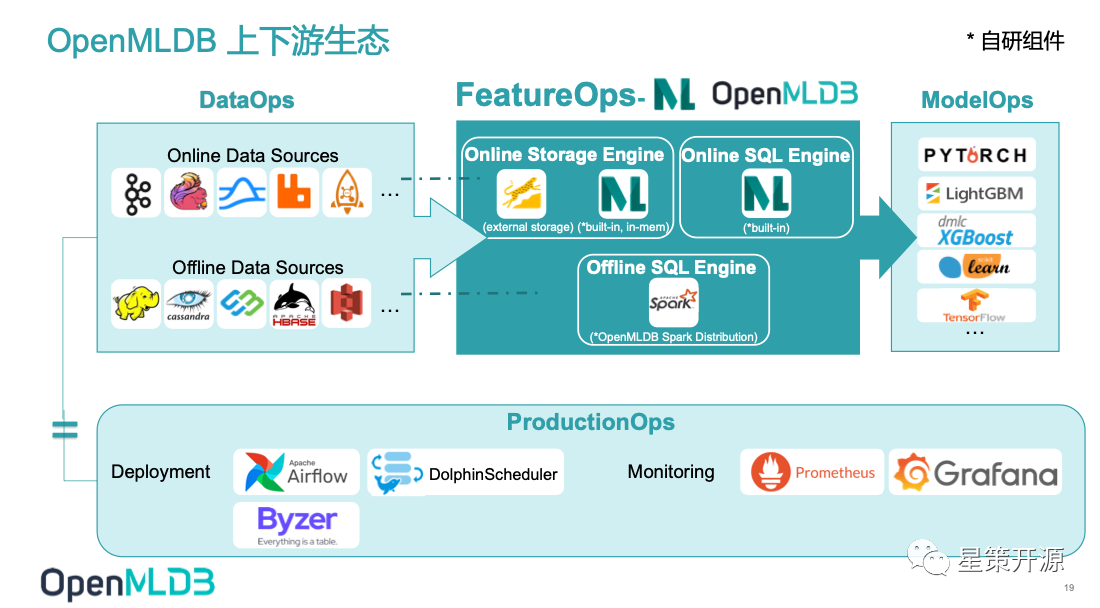 OpenMLDB 上下游生态
* 自研组件
DataOps
FeatureOps- OpenMLDB
ModelOps
Online Data Sources
...
Offline Data Sources
cassandra
APACHE
HBASE
...
Online Storage Engine
(external storage) (*built-in, in-mem)
Online SQL Engine
(*built-in)
Offline SQL Engine
APACHE
Spark
(*OpenMLDB Spark Distribution)
PYTORCH
LightGBM
dmlc
XGBoost
scikit
learn
TensorFlow
...
ProductionOps
Deployment
Apache
Airflow
DolphinScheduler
Byzer
Everything is a table.
Monitoring
Prometheus
Grafana
OpenMLDB
星策开源
19